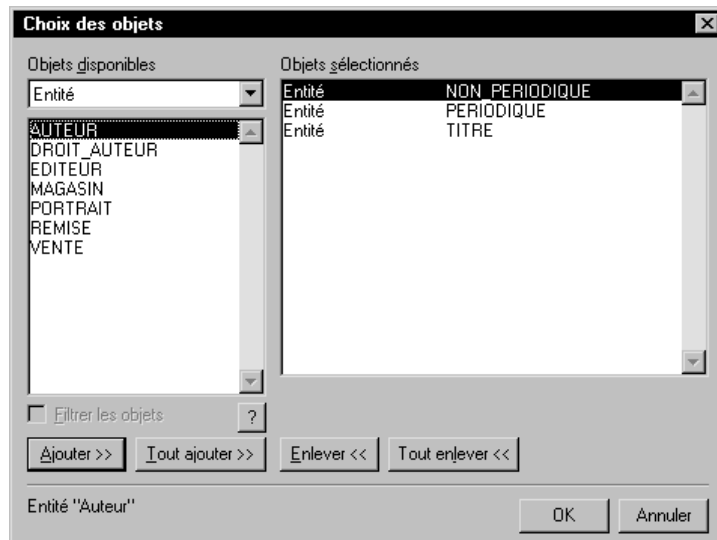 Choix des objets
Objets disponibles
Entité
AUTEUR
DROIT_AUTEUR
EDITEUR
MAGASIN
PORTRAIT
REMISE
VENTE
Filtrer les objets
?
Objets sélectionnés
Entité NON_PERIODIQUE
Entité PERIODIQUE
Entité TITRE
Ajouter >> Tout ajouter >> Enlever << Tout enlever <<
Entité "Auteur"
OK Annuler